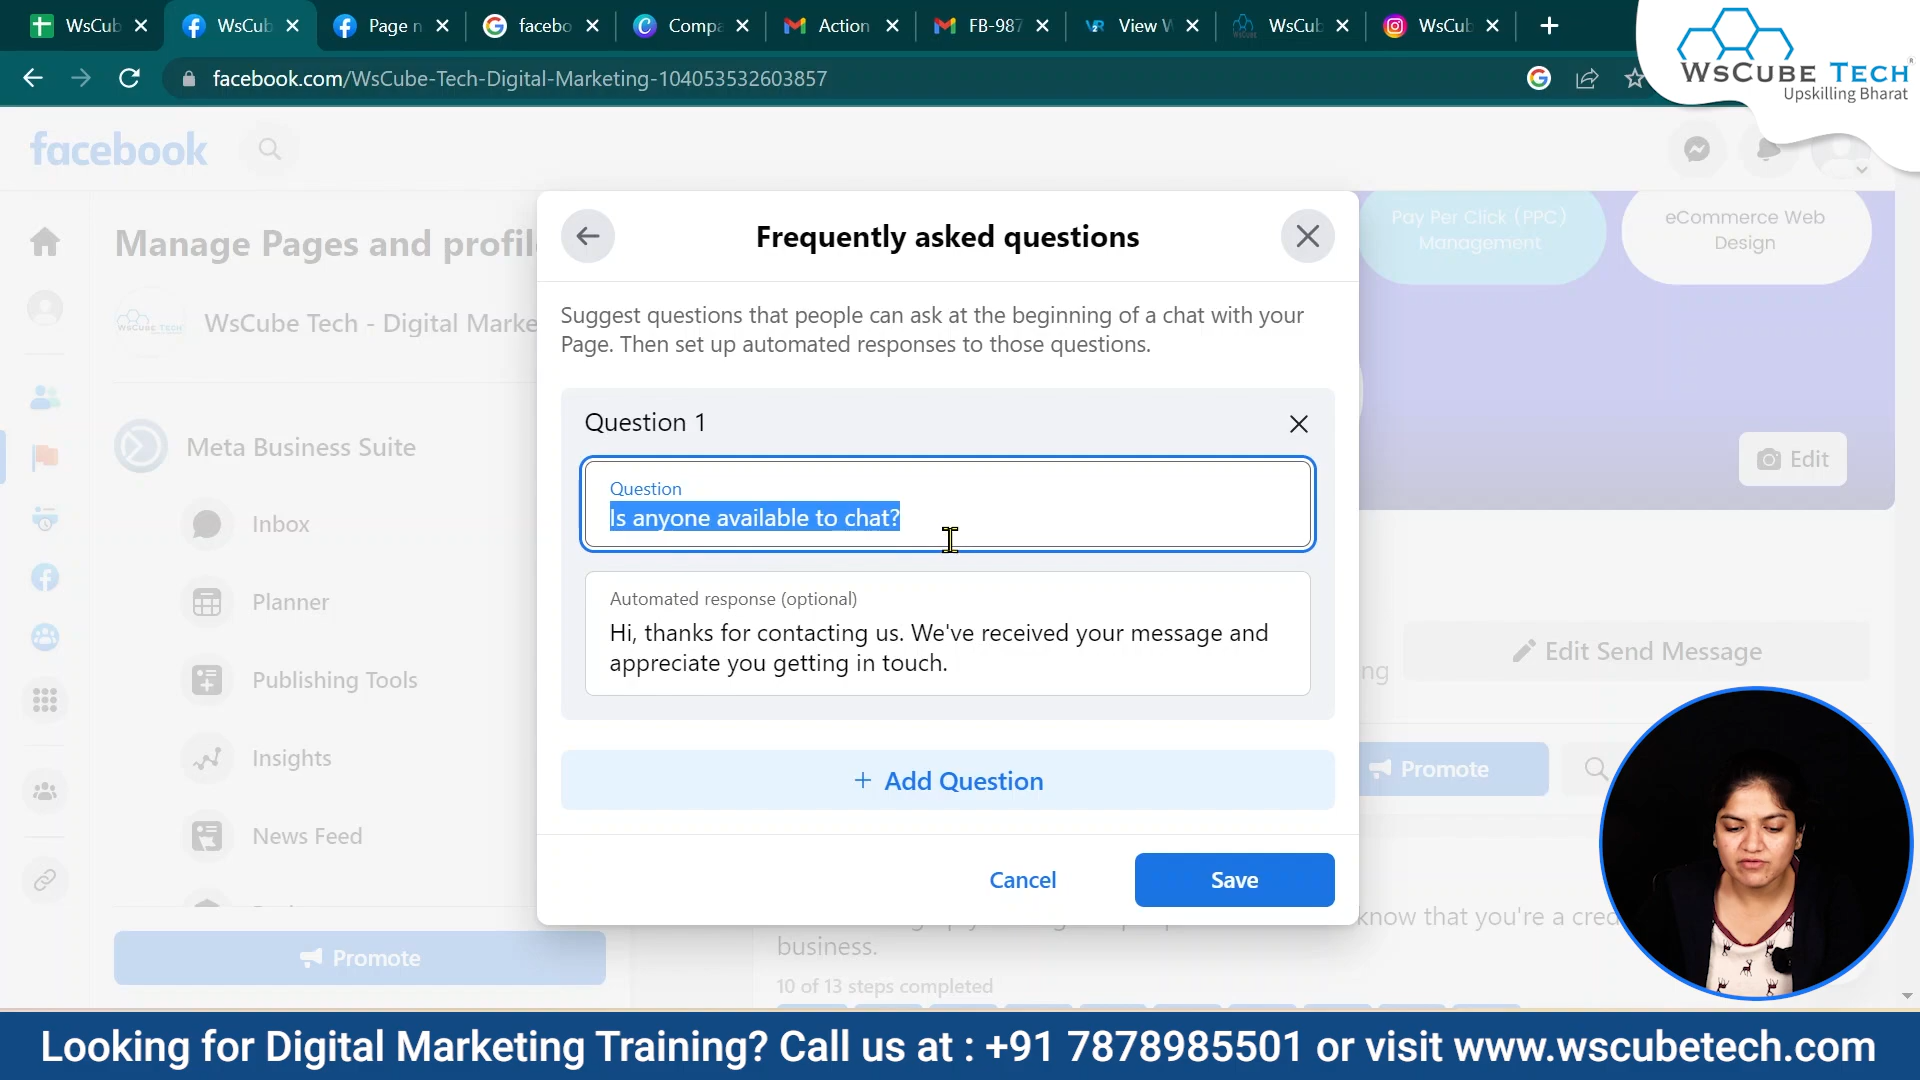 WsCub
WsCub
Page n
facebo
Compa
Action
FB-987
View W
WsCub
WsCub
facebook.com/WsCube-Tech-Digital-Marketing-104053532603857
WsCube Tech
Upskilling Bharat
facebook
Manage Pages and profil
WsCube Tech - Digital Marke
Meta Business Suite
Inbox
Planner
Publishing Tools
Insights
News Feed
Promote
Frequently asked questions
Suggest questions that people can ask at the beginning of a chat with your
Page. Then set up automated responses to those questions.
Question 1
Question
Is anyone available to chat?
Automated response (optional)
Hi, thanks for contacting us. We've received your message and
appreciate you getting in touch.
+ Add Question
Cancel
Save
Pay Per Click (PPC)
Management
eCommerce Web
Design
Edit
ng
Edit Send Message
Promote
know that you're a cred
business.
10 of 13 steps completed
Looking for Digital Marketing Training? Call us at : +91 7878985501 or visit www.wscubetech.com